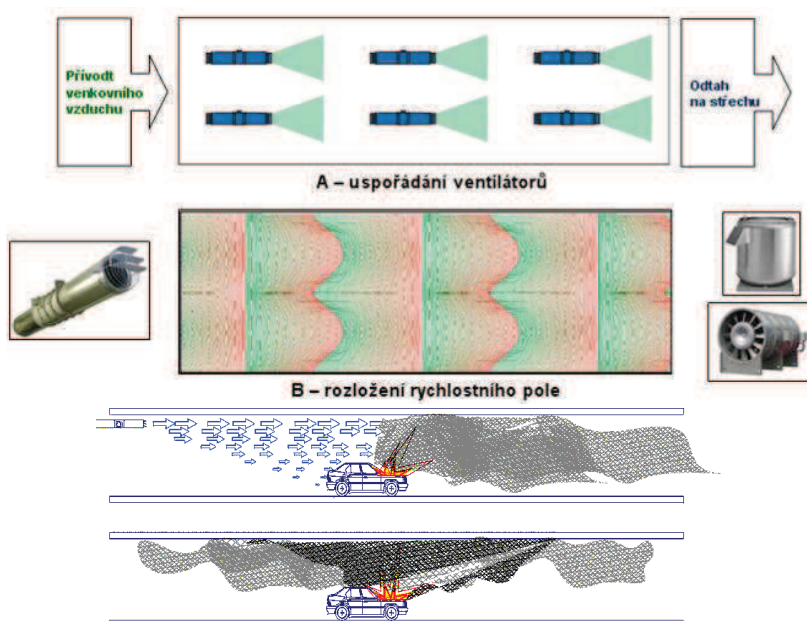 Přívodt
venkovního
vzduchu
Odtah
na střechu
A – uspořádání ventilátorů
B – rozložení rychlostního pole